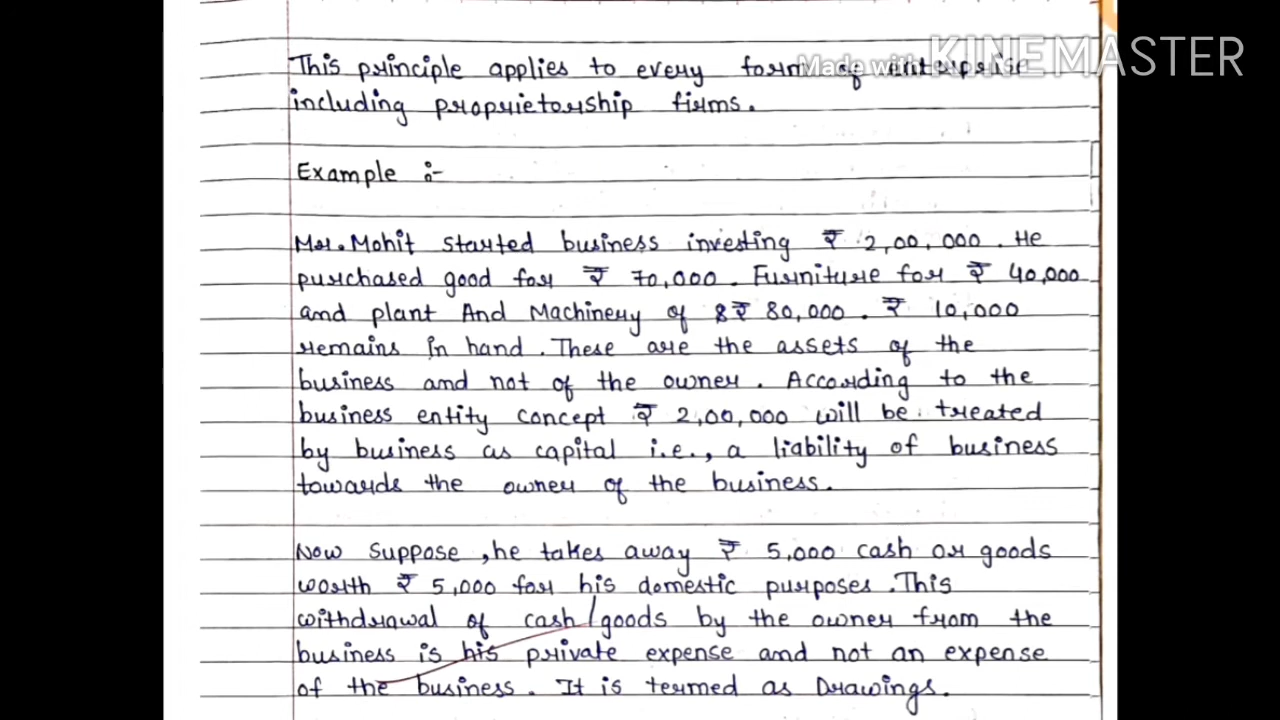 Made with KINEMASTER
This principle applies to every form of enterprise
including proprietorship firms.
Example :-
Mr. Mohit started business investing ₹ 2,00,000. He
purchased good for ₹ 70,000. Furniture for ₹ 40,000
and plant And Machinery of 8₹ 80,000. ₹ 10,000
remains in hand. These are the assets of the
business and not of the owner. According to the
business entity concept ₹ 2,00,000 will be treated
by business as capital i.e., a liability of business
towards the owner of the business.
Now suppose, he takes away ₹ 5,000 cash or goods
worth ₹ 5,000 for his domestic purposes. This
withdrawal of cash/goods by the owner from the
business is his private expense and not an expense
of the business. It is termed as Drawings.